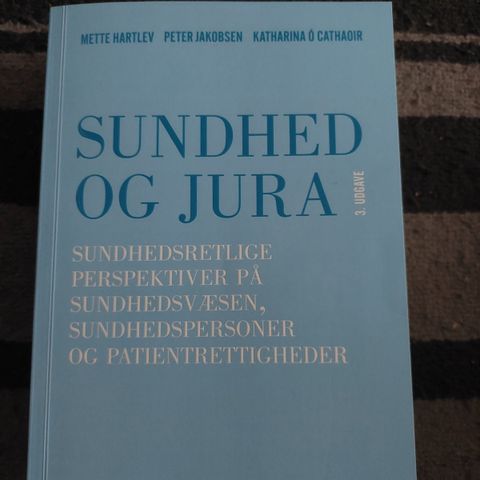 METTE HARTLEV PETER JAKOBSEN KATHARINA Ó CATHAOIR
SUNDHED
OG JURA
3. UDGAVE
SUNDHEDSRETLIGE
PERSPEKTIVER PÅ
SUNDHEDSVÆSEN,
SUNDHEDSPERSONER
OG PATIENTRETTIGHEDER